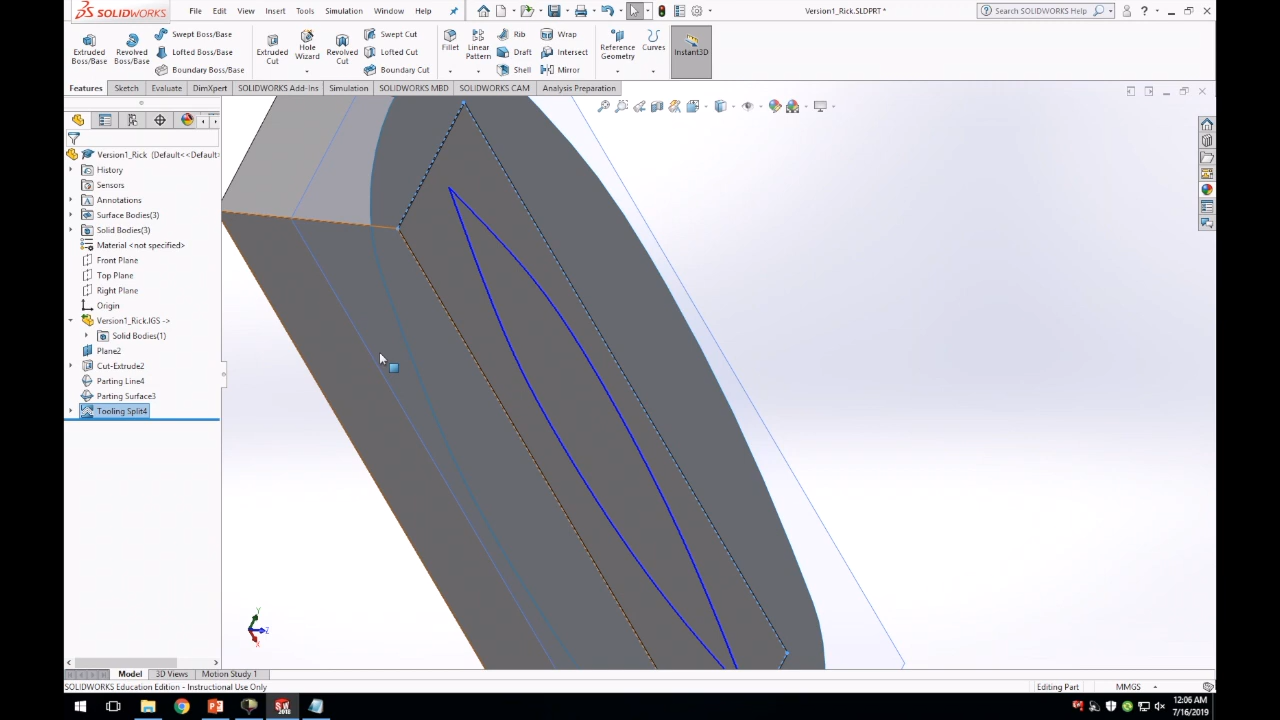 SOLIDWORKS File Edit View Insert Tools Simulation Window Help Version1_Rick.SLDPRT * Search SOLIDWORKS Help
Extruded Boss/Base
Revolved Boss/Base
Swept Boss/Base
Lofted Boss/Base
Boundary Boss/Base
Extruded Cut
Hole Wizard
Revolved Cut
Swept Cut
Lofted Cut
Boundary Cut
Fillet
Linear Pattern
Rib
Draft
Shell
Wrap
Intersect
Mirror
Reference Geometry
Curves
Instant3D
Features Sketch Evaluate DimXpert SOLIDWORKS Add-Ins Simulation SOLIDWORKS MBD SOLIDWORKS CAM Analysis Preparation
Version1_Rick (Default<<Default>
History
Sensors
Annotations
Surface Bodies(3)
Solid Bodies(3)
Material <not specified>
Front Plane
Top Plane
Right Plane
Origin
Version1_Rick.IGS ->
Solid Bodies(1)
Plane2
Cut-Extrude2
Parting Line4
Parting Surface3
Tooling Split4
Y
Z
X
Model 3D Views Motion Study 1
SOLIDWORKS Education Edition - Instructional Use Only Editing Part MMGS
12:06 AM
7/16/2019